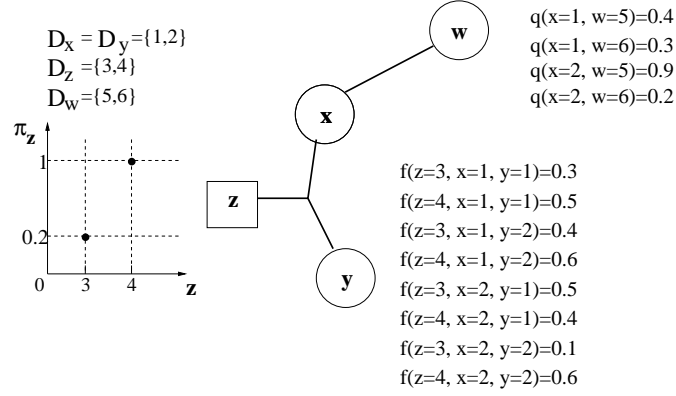 D_x = D_y ={1,2}
D_z ={3,4}
D_w ={5,6}
π_z
1
0.2
0
3
4
z
w
x
z
y
q(x=1, w=5)=0.4
q(x=1, w=6)=0.3
q(x=2, w=5)=0.9
q(x=2, w=6)=0.2
f(z=3, x=1, y=1)=0.3
f(z=4, x=1, y=1)=0.5
f(z=3, x=1, y=2)=0.4
f(z=4, x=1, y=2)=0.6
f(z=3, x=2, y=1)=0.5
f(z=4, x=2, y=1)=0.4
f(z=3, x=2, y=2)=0.1
f(z=4, x=2, y=2)=0.6